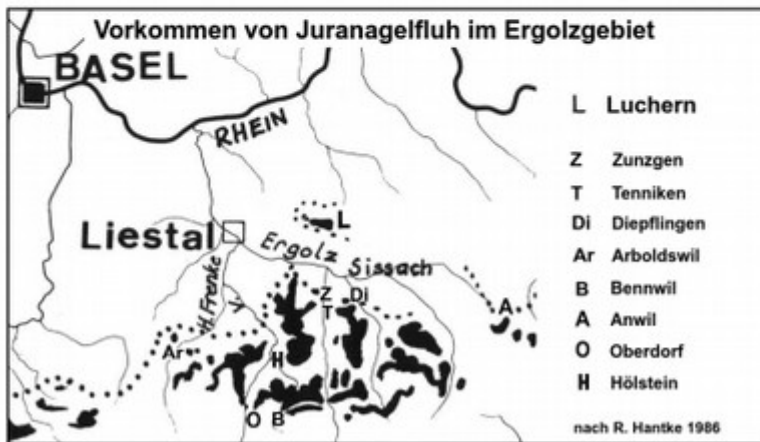 Vorkommen von Juranagelfluh im Ergolzgebiet
BASEL
RHEIN
L Luchern
Z Zunzgen
T Tenniken
Di Diepflingen
Ar Arboldswil
B Bennwil
A Anwil
O Oberdorf
H Hölstein
Liestal
L
Ergolz
Sissach
H. Frenke
V.
Z
Di
T
A
Ar
H
O
B
nach R. Hantke 1986